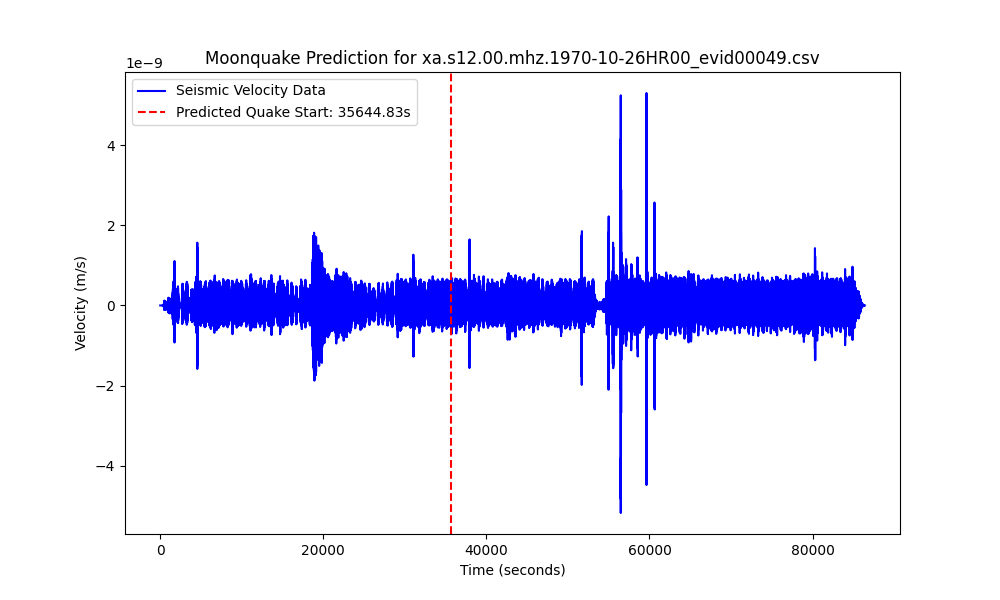 Moonquake Prediction for xa.s12.00.mhz.1970-10-26HR00_evid00049.csv
1e−9
Seismic Velocity Data
Predicted Quake Start: 35644.83s
4
2
0
−2
−4
Velocity (m/s)
0 20000 40000 60000 80000
Time (seconds)